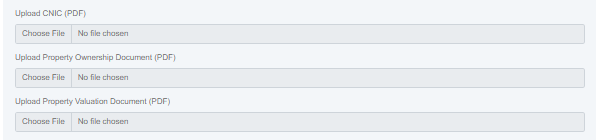 Upload CNIC (PDF)
Choose File No file chosen
Upload Property Ownership Document (PDF)
Choose File No file chosen
Upload Property Valuation Document (PDF)
Choose File No file chosen